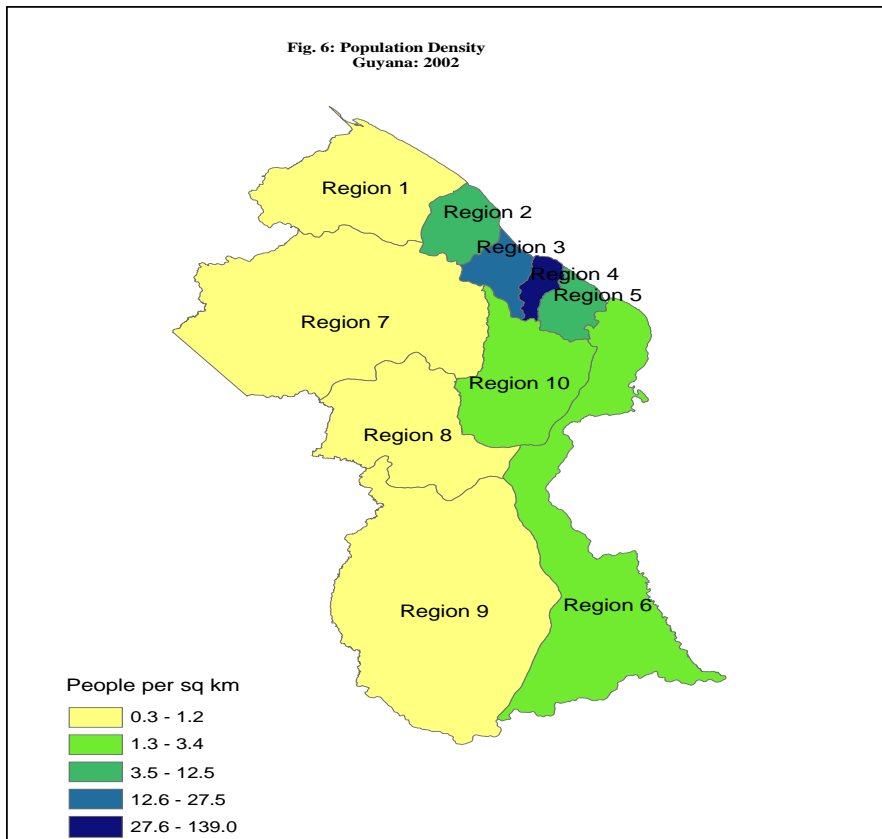 Fig. 6: Population Density
Guyana: 2002
Region 1
Region 2
Region 3
Region 4
Region 5
Region 7
Region 10
Region 8
Region 9
Region 6
People per sq km
0.3 - 1.2
1.3 - 3.4
3.5 - 12.5
12.6 - 27.5
27.6 - 139.0